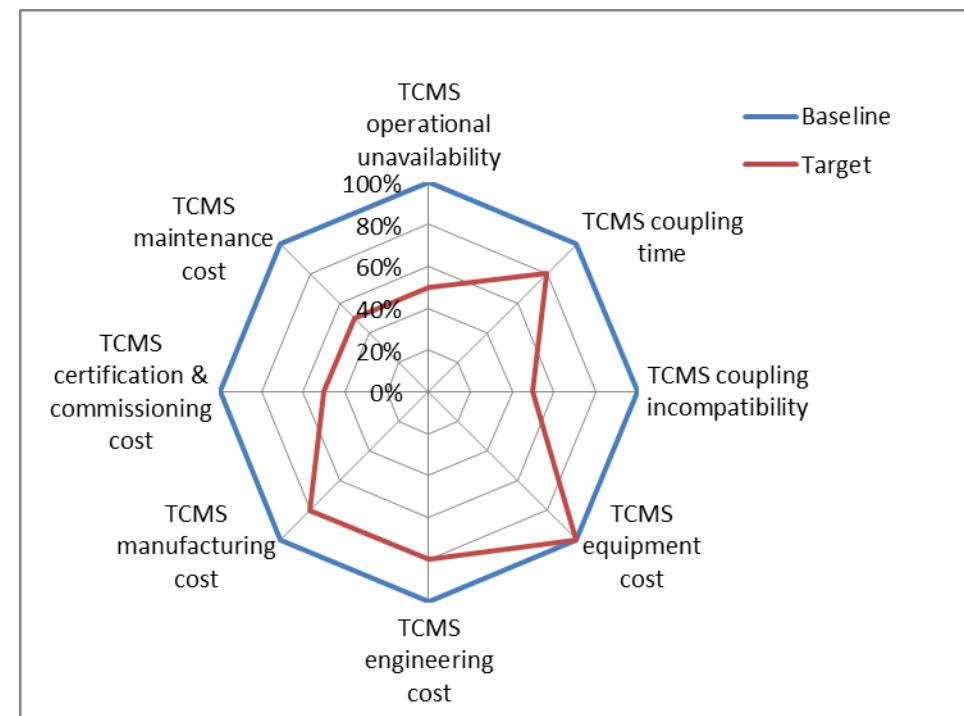 TCMS
operational
unavailability
Baseline
Target
100%
80%
60%
40%
20%
0%
TCMS coupling
time
TCMS coupling
incompatibility
TCMS
equipment
cost
TCMS
engineering
cost
TCMS
manufacturing
cost
TCMS
certification &
commissioning
cost
TCMS
maintenance
cost